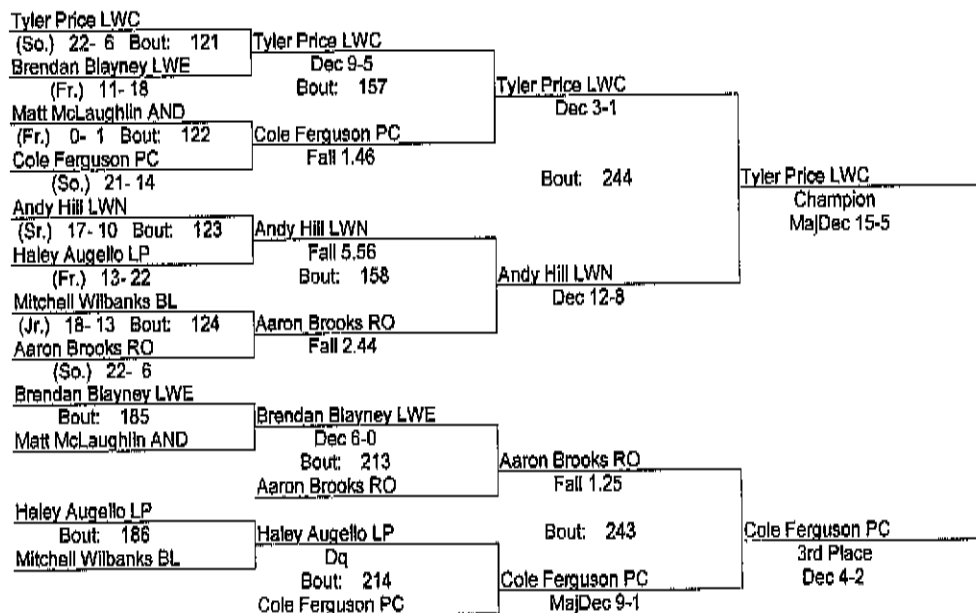 Tyler Price LWC
(So.) 22- 6 Bout: 121
Brendan Blayney LWE
(Fr.) 11- 18
Matt McLaughlin AND
(Fr.) 0- 1 Bout: 122
Cole Ferguson PC
(So.) 21- 14
Andy Hill LWN
(Sr.) 17- 10 Bout: 123
Haley Augello LP
(Fr.) 13- 22
Mitchell Wilbanks BL
(Jr.) 18- 13 Bout: 124
Aaron Brooks RO
(So.) 22- 6
Tyler Price LWC
Dec 9-5
Bout: 157
Cole Ferguson PC
Fall 1.46
Andy Hill LWN
Fall 5.56
Bout: 158
Aaron Brooks RO
Fall 2.44
Tyler Price LWC
Dec 3-1
Bout: 244
Andy Hill LWN
Dec 12-8
Tyler Price LWC
Champion
MajDec 15-5
Brendan Blayney LWE
Bout: 185
Matt McLaughlin AND
Haley Augello LP
Bout: 186
Mitchell Wilbanks BL
Brendan Blayney LWE
Dec 6-0
Bout: 213
Aaron Brooks RO
Haley Augello LP
Dq
Bout: 214
Cole Ferguson PC
Aaron Brooks RO
Fall 1.25
Bout: 243
Cole Ferguson PC
MajDec 9-1
Cole Ferguson PC
3rd Place
Dec 4-2